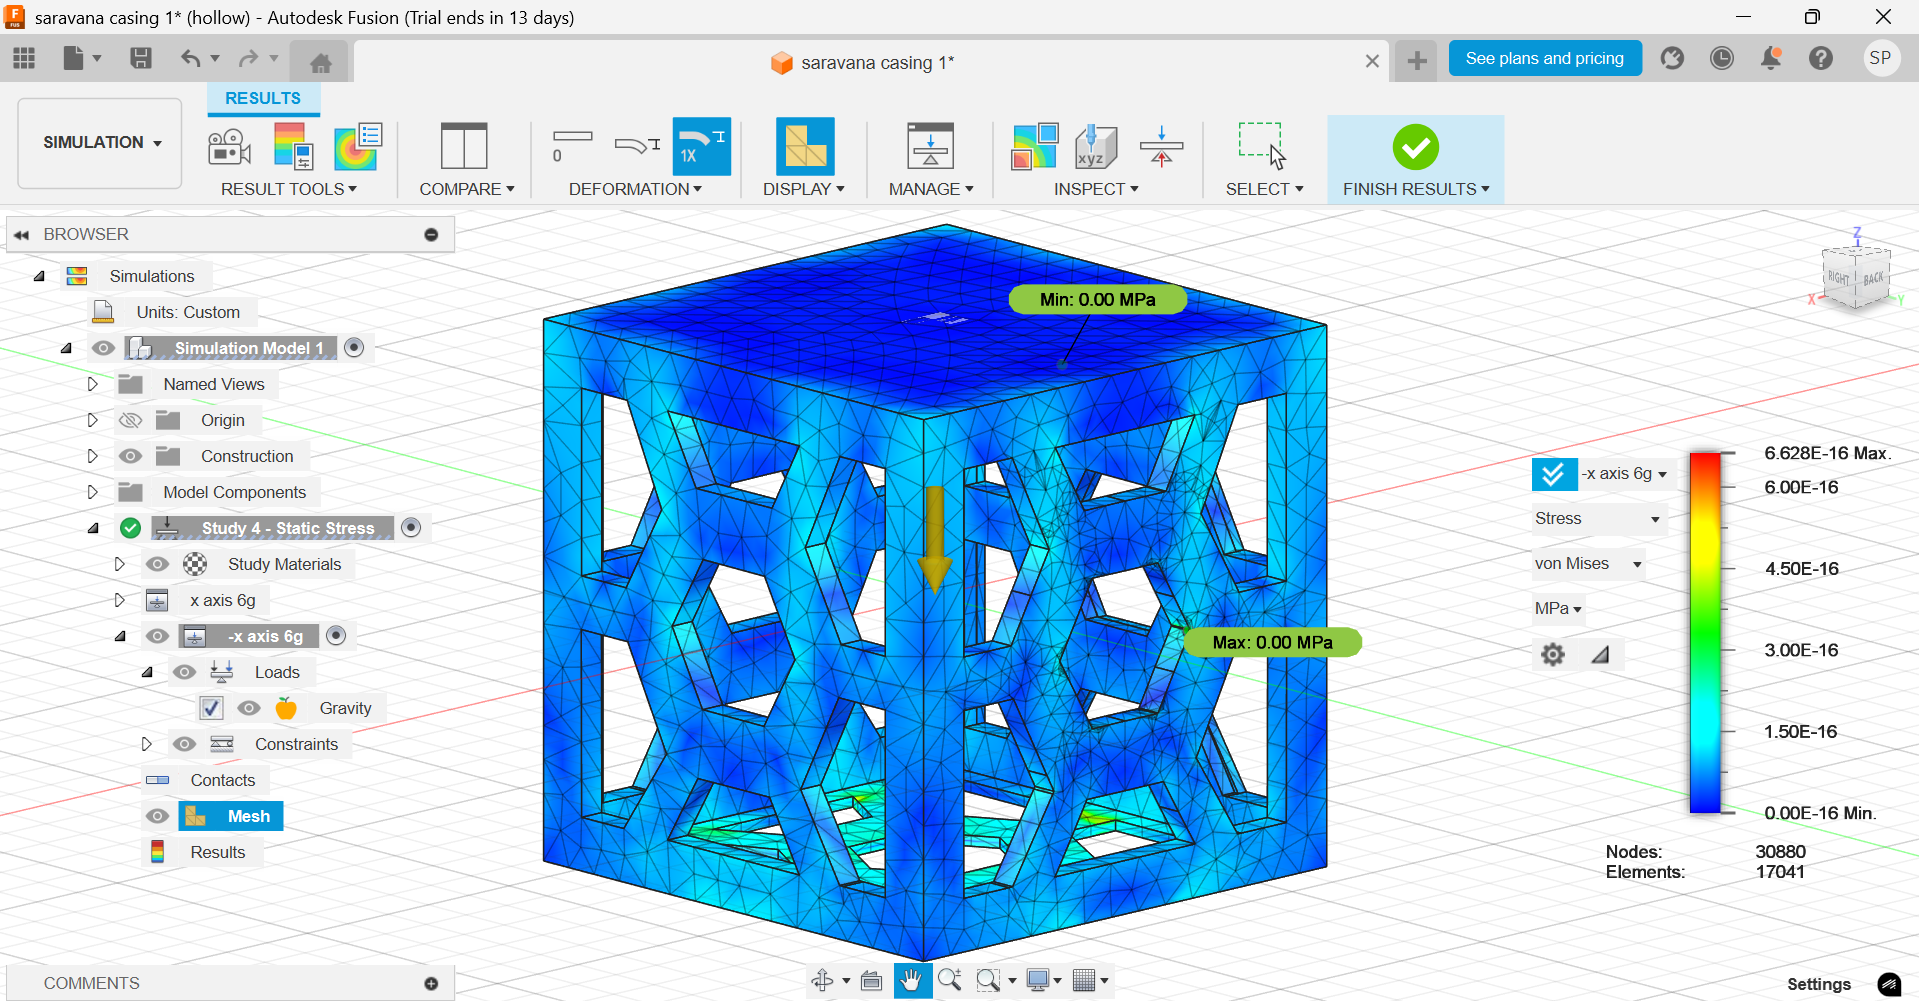 saravana casing 1* (hollow) - Autodesk Fusion (Trial ends in 13 days)
saravana casing 1*
See plans and pricing
SP
RESULTS
SIMULATION
0
1X
xyz
RESULT TOOLS
COMPARE
DEFORMATION
DISPLAY
MANAGE
INSPECT
SELECT
FINISH RESULTS
BROWSER
Simulations
Units: Custom
Simulation Model 1
Named Views
Origin
Construction
Model Components
Study 4 - Static Stress
Study Materials
x axis 6g
-x axis 6g
Loads
Gravity
Constraints
Contacts
Mesh
Results
Min: 0.00 MPa
Max: 0.00 MPa
Z
RIGHT BACK
X Y
-x axis 6g
Stress
von Mises
MPa
6.628E-16 Max.
6.00E-16
4.50E-16
3.00E-16
1.50E-16
0.00E-16 Min.
Nodes: 30880
Elements: 17041
COMMENTS
Settings